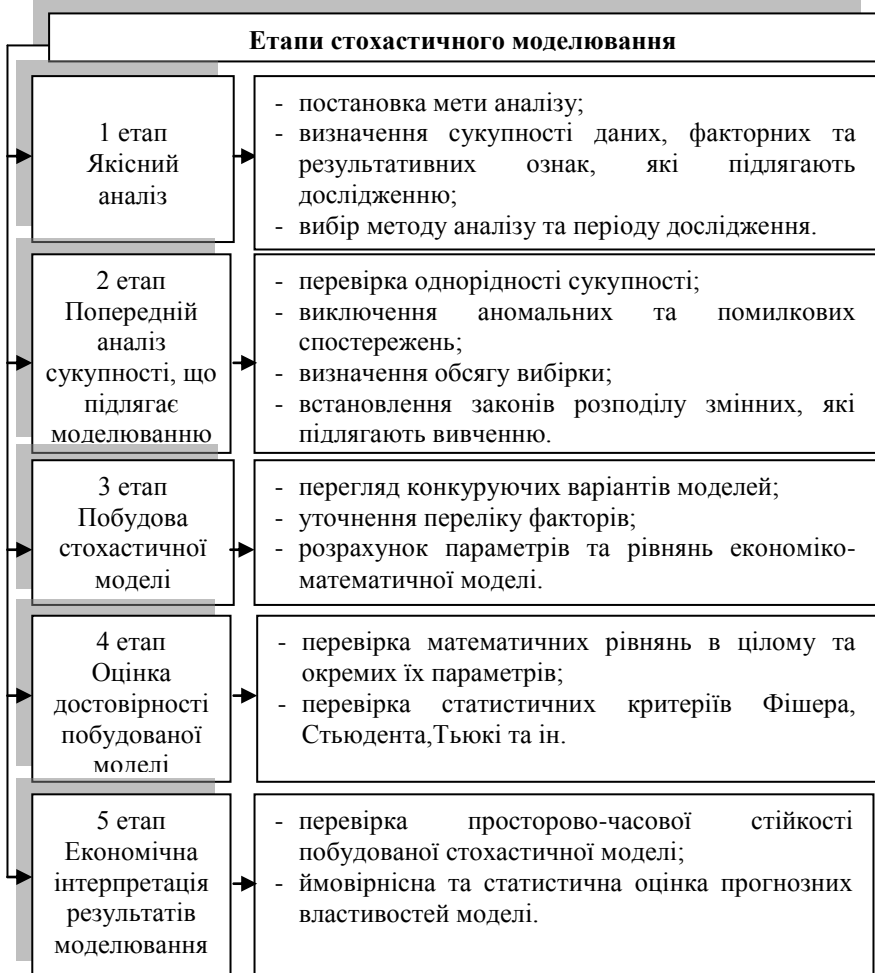 Етапи стохастичного моделювання
1 етап
Якісний
аналіз
- постановка мети аналізу;
- визначення сукупності даних, факторних та
результативних ознак, які підлягають
дослідженню;
- вибір методу аналізу та періоду дослідження.
2 етап
Попередній
аналіз
сукупності, що
підлягає
моделюванню
- перевірка однорідності сукупності;
- виключення аномальних та помилкових
спостережень;
- визначення обсягу вибірки;
- встановлення законів розподілу змінних, які
підлягають вивченню.
3 етап
Побудова
стохастичної
моделі
- перегляд конкуруючих варіантів моделей;
- уточнення переліку факторів;
- розрахунок параметрів та рівнянь економіко-
математичної моделі.
4 етап
Оцінка
достовірності
побудованої
моделі
- перевірка математичних рівнянь в цілому та
окремих їх параметрів;
- перевірка статистичних критеріїв Фішера,
Стьюдента,Тьюкі та ін.
5 етап
Економічна
інтерпретація
результатів
моделювання
- перевірка просторово-часової стійкості
побудованої стохастичної моделі;
- ймовірнісна та статистична оцінка прогнозних
властивостей моделі.